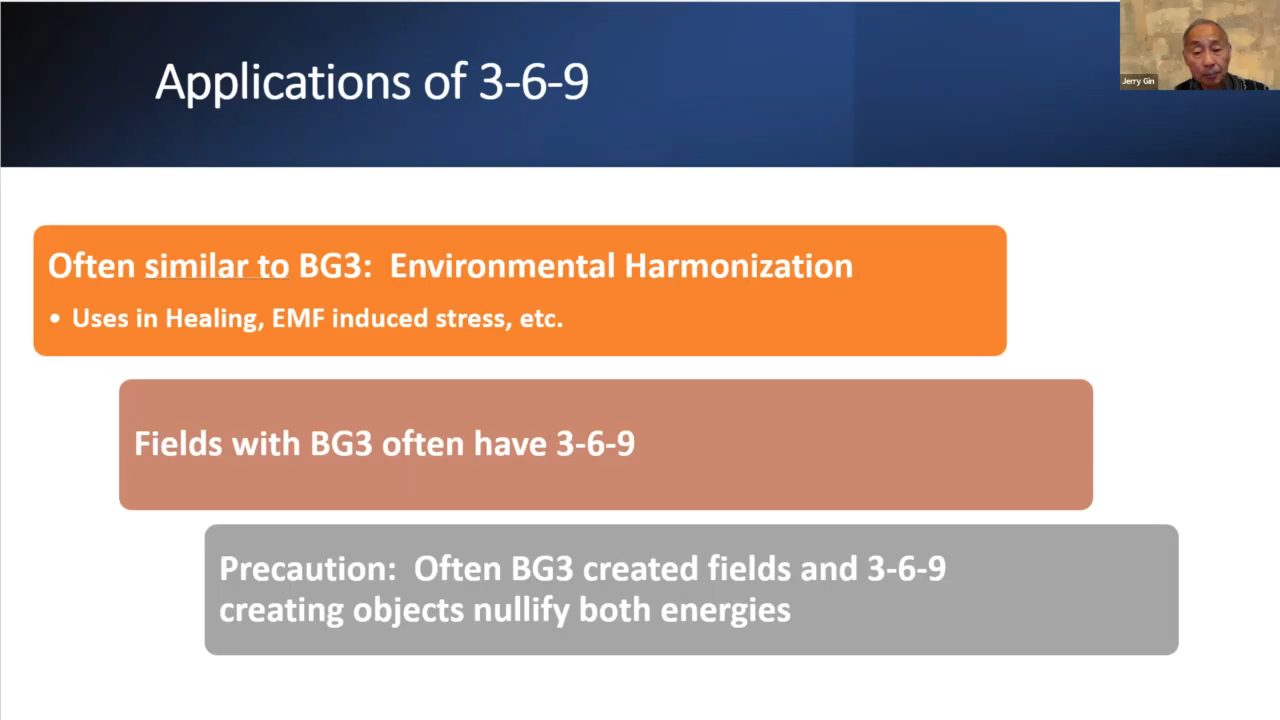 Applications of 3-6-9
Jerry Gin
Often similar to BG3: Environmental Harmonization
• Uses in Healing, EMF induced stress, etc.
Fields with BG3 often have 3-6-9
Precaution: Often BG3 created fields and 3-6-9
creating objects nullify both energies